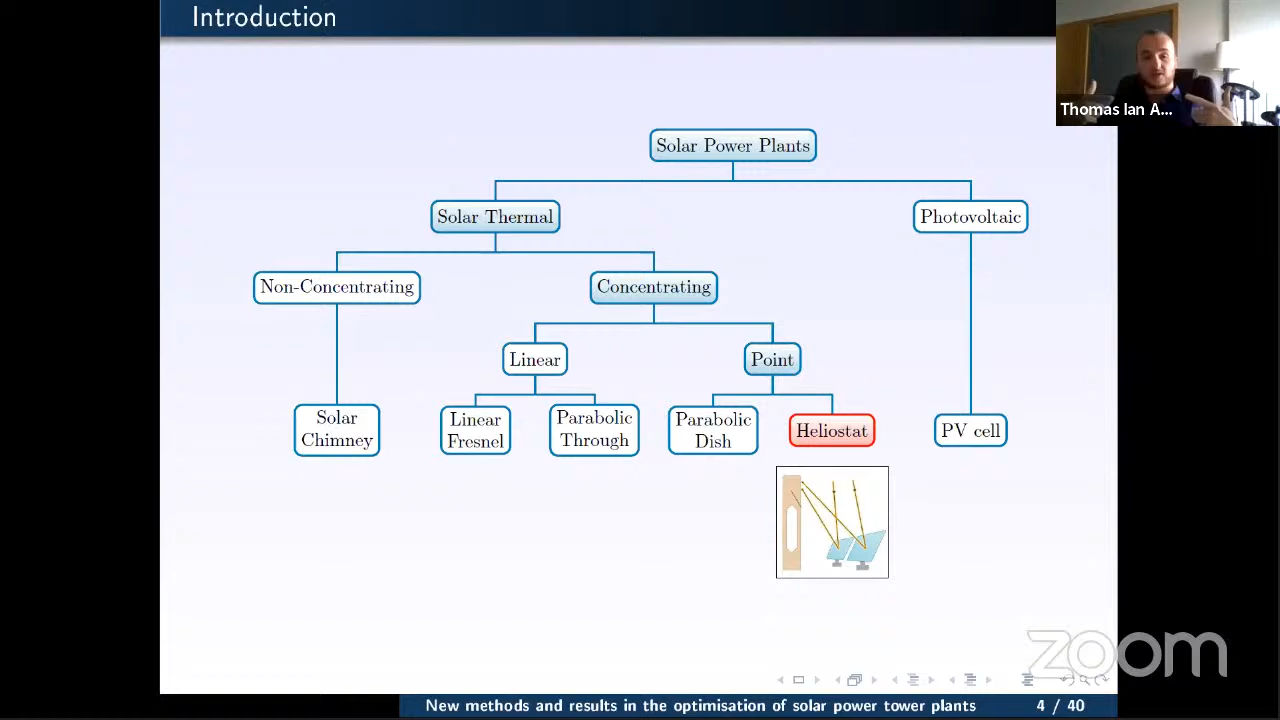 Introduction
Thomas Ian A...
Solar Power Plants
Solar Thermal
Photovoltaic
Non-Concentrating
Concentrating
Linear
Point
Solar
Chimney
Linear
Fresnel
Parabolic
Through
Parabolic
Dish
Heliostat
PV cell
zoom
New methods and results in the optimisation of solar power tower plants
4 / 40